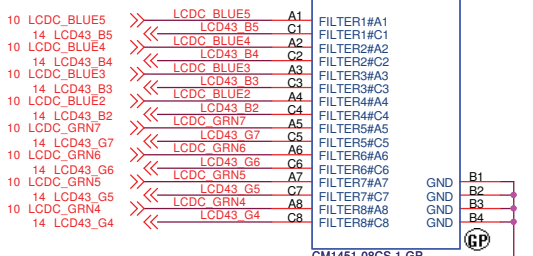 10 LCDC_BLUE5 LCDC_BLUE5 A1 FILTER1#A1
14 LCD43_B5 LCD43_B5 C1 FILTER1#C1
10 LCDC_BLUE4 LCDC_BLUE4 A2 FILTER2#A2
14 LCD43_B4 LCD43_B4 C2 FILTER2#C2
10 LCDC_BLUE3 LCDC_BLUE3 A3 FILTER3#A3
14 LCD43_B3 LCD43_B3 C3 FILTER3#C3
10 LCDC_BLUE2 LCDC_BLUE2 A4 FILTER4#A4
14 LCD43_B2 LCD43_B2 C4 FILTER4#C4
10 LCDC_GRN7 LCDC_GRN7 A5 FILTER5#A5
14 LCD43_G7 LCD43_G7 C5 FILTER5#C5
10 LCDC_GRN6 LCDC_GRN6 A6 FILTER6#A6
14 LCD43_G6 LCD43_G6 C6 FILTER6#C6
10 LCDC_GRN5 LCDC_GRN5 A7 FILTER7#A7 GND B1
14 LCD43_G5 LCD43_G5 C7 FILTER7#C7 GND B2
10 LCDC_GRN4 LCDC_GRN4 A8 FILTER8#A8 GND B3
14 LCD43_G4 LCD43_G4 C8 FILTER8#C8 GND B4
GP
CM1451-08CS-1-GP